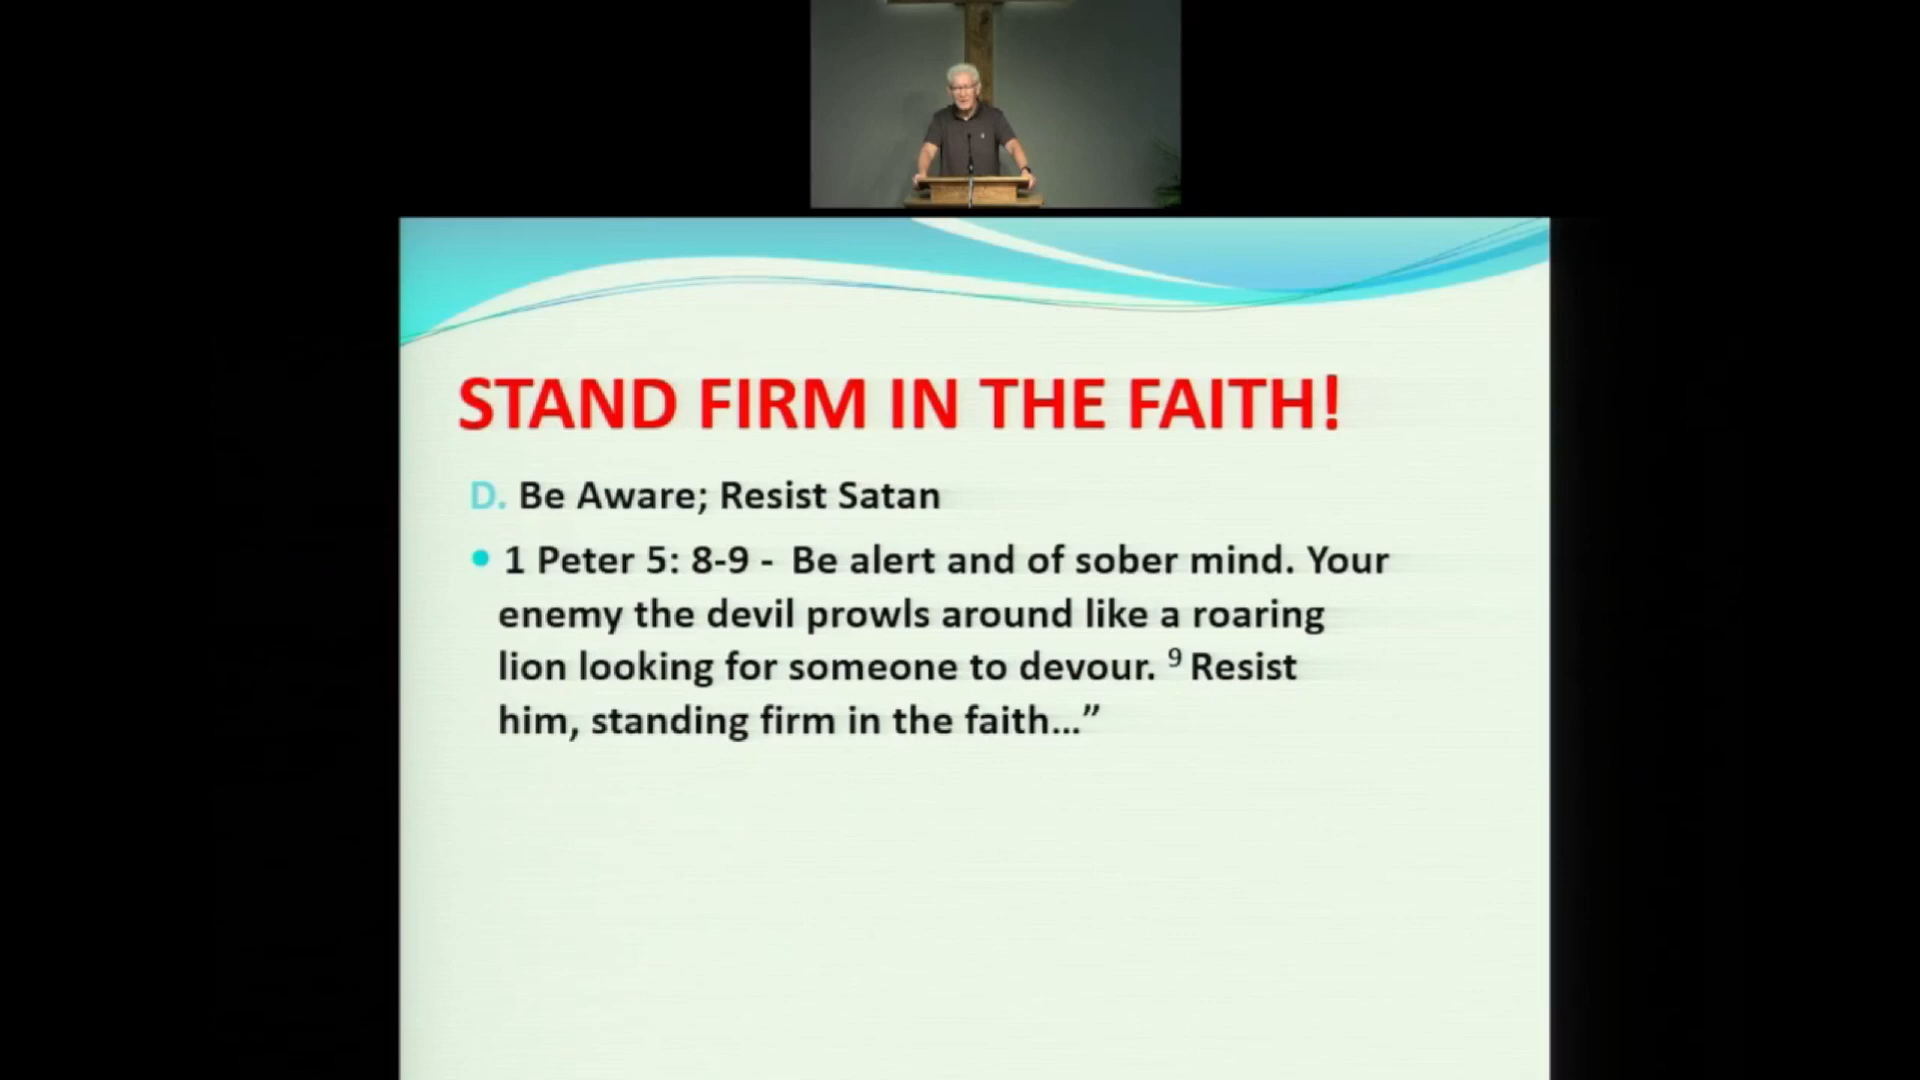 STAND FIRM IN THE FAITH!
D. Be Aware; Resist Satan
• 1 Peter 5: 8-9 - Be alert and of sober mind. Your
enemy the devil prowls around like a roaring
lion looking for someone to devour. ⁹ Resist
him, standing firm in the faith…”